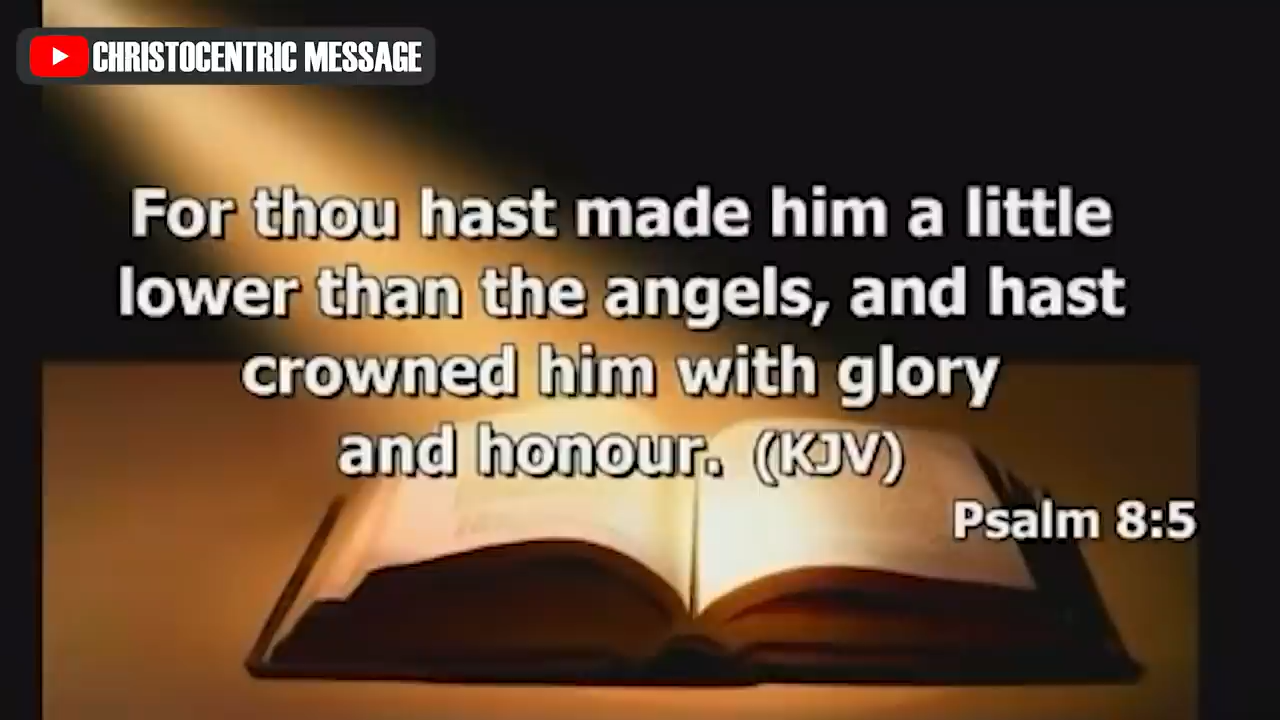 CHRISTOCENTRIC MESSAGE
For thou hast made him a little
lower than the angels, and hast
crowned him with glory
and honour. (KJV)
Psalm 8:5